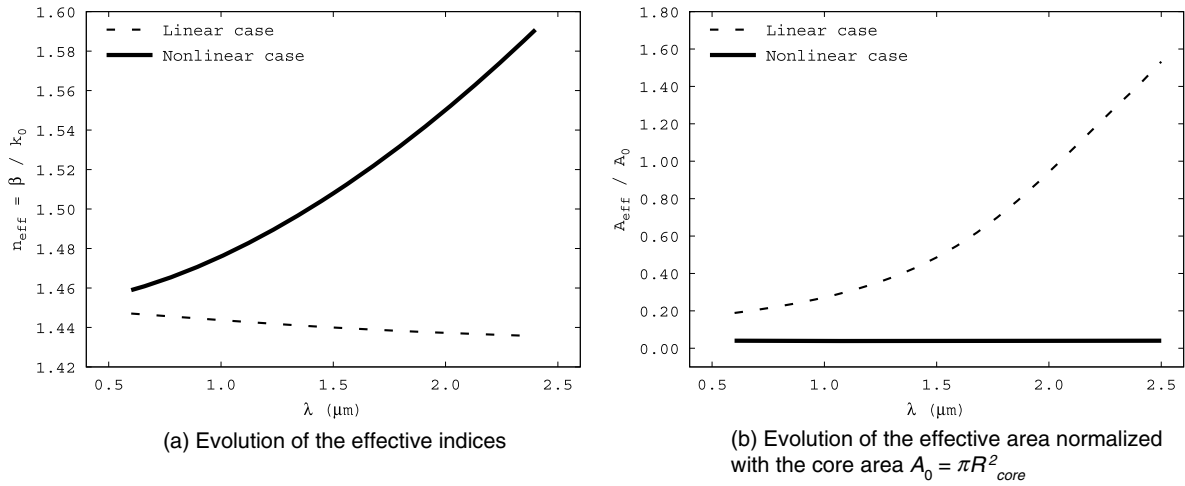 1.60
1.58
1.56
1.54
1.52
1.50
1.48
1.46
1.44
1.42
n_eff = β / k_0
Linear case
Nonlinear case
0.5 1.0 1.5 2.0 2.5
λ (μm)
(a) Evolution of the effective indices
1.80
1.60
1.40
1.20
1.00
0.80
0.60
0.40
0.20
0.00
A_eff / A_0
Linear case
Nonlinear case
0.5 1.0 1.5 2.0 2.5
λ (μm)
(b) Evolution of the effective area normalized
with the core area A_0 = πR²_core